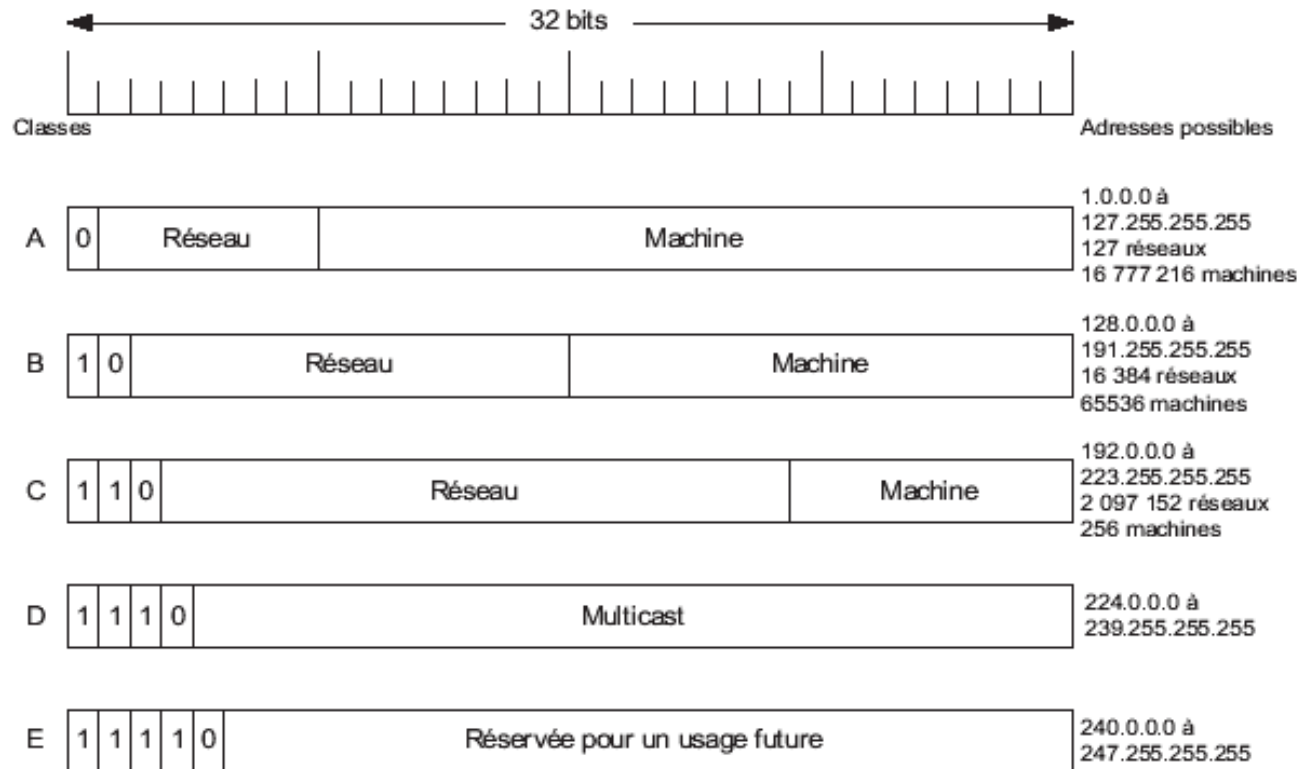 32 bits
Classes
Adresses possibles
A 0 Réseau Machine
1.0.0.0 à
127.255.255.255
127 réseaux
16 777 216 machines
B 1 0 Réseau Machine
128.0.0.0 à
191.255.255.255
16 384 réseaux
65536 machines
C 1 1 0 Réseau Machine
192.0.0.0 à
223.255.255.255
2 097 152 réseaux
256 machines
D 1 1 1 0 Multicast
224.0.0.0 à
239.255.255.255
E 1 1 1 1 0 Réservée pour un usage future
240.0.0.0 à
247.255.255.255